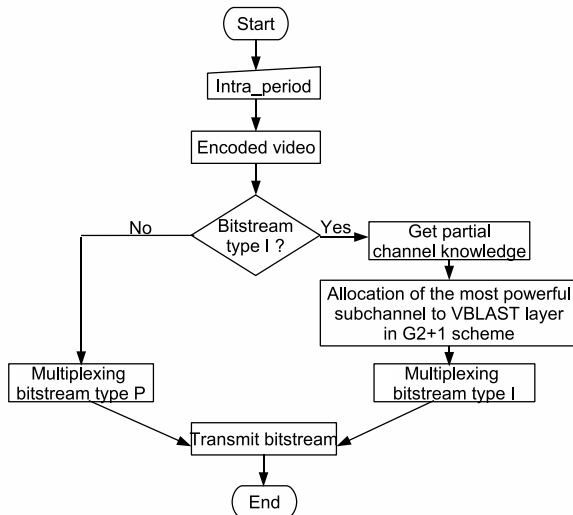 Start
Intra_period
Encoded video
Bitstream
type I ?
No
Yes
Get partial
channel knowledge
Allocation of the most powerful
subchannel to VBLAST layer
in G2+1 scheme
Multiplexing
bitstream type P
Multiplexing
bitstream type I
Transmit bitstream
End